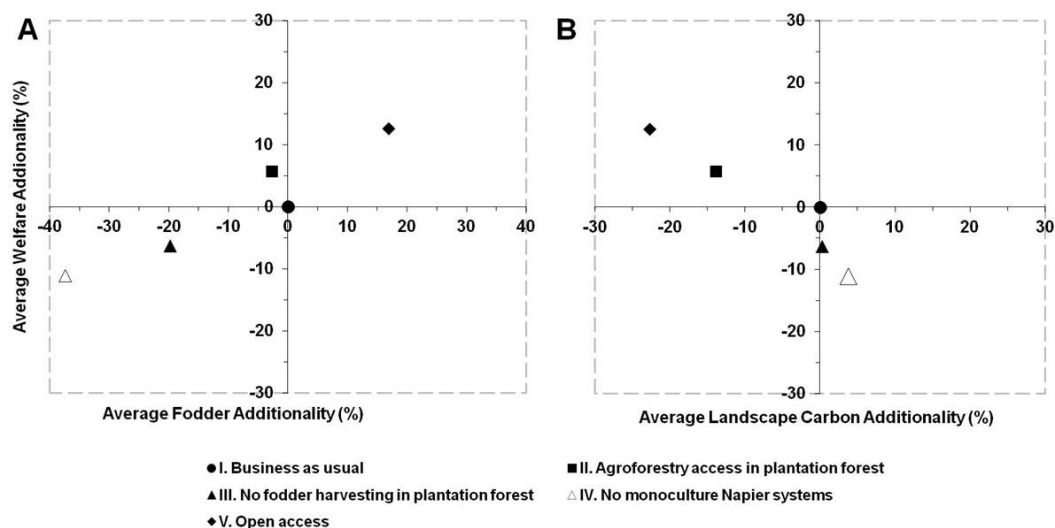 A
B
Average Welfare Addionality (%)
30
20
10
0
-10
-20
-30
-40 -30 -20 -10 0 10 20 30 40
Average Fodder Additionality (%)
30
20
10
0
-10
-20
-30
-30 -20 -10 0 10 20 30
Average Landscape Carbon Additionality (%)
I. Business as usual
II. Agroforestry access in plantation forest
III. No fodder harvesting in plantation forest
IV. No monoculture Napier systems
V. Open access